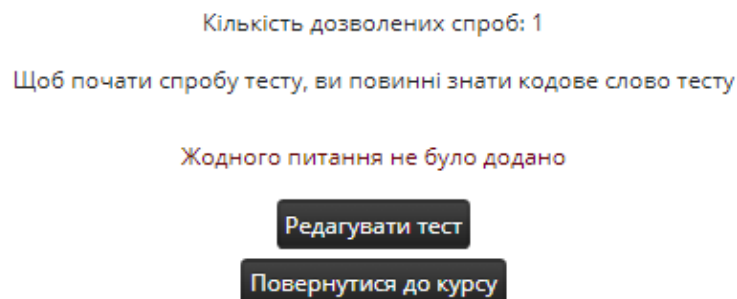 Кількість дозволених спроб: 1
Щоб почати спробу тесту, ви повинні знати кодове слово тесту
Жодного питання не було додано
Редагувати тест
Повернутися до курсу